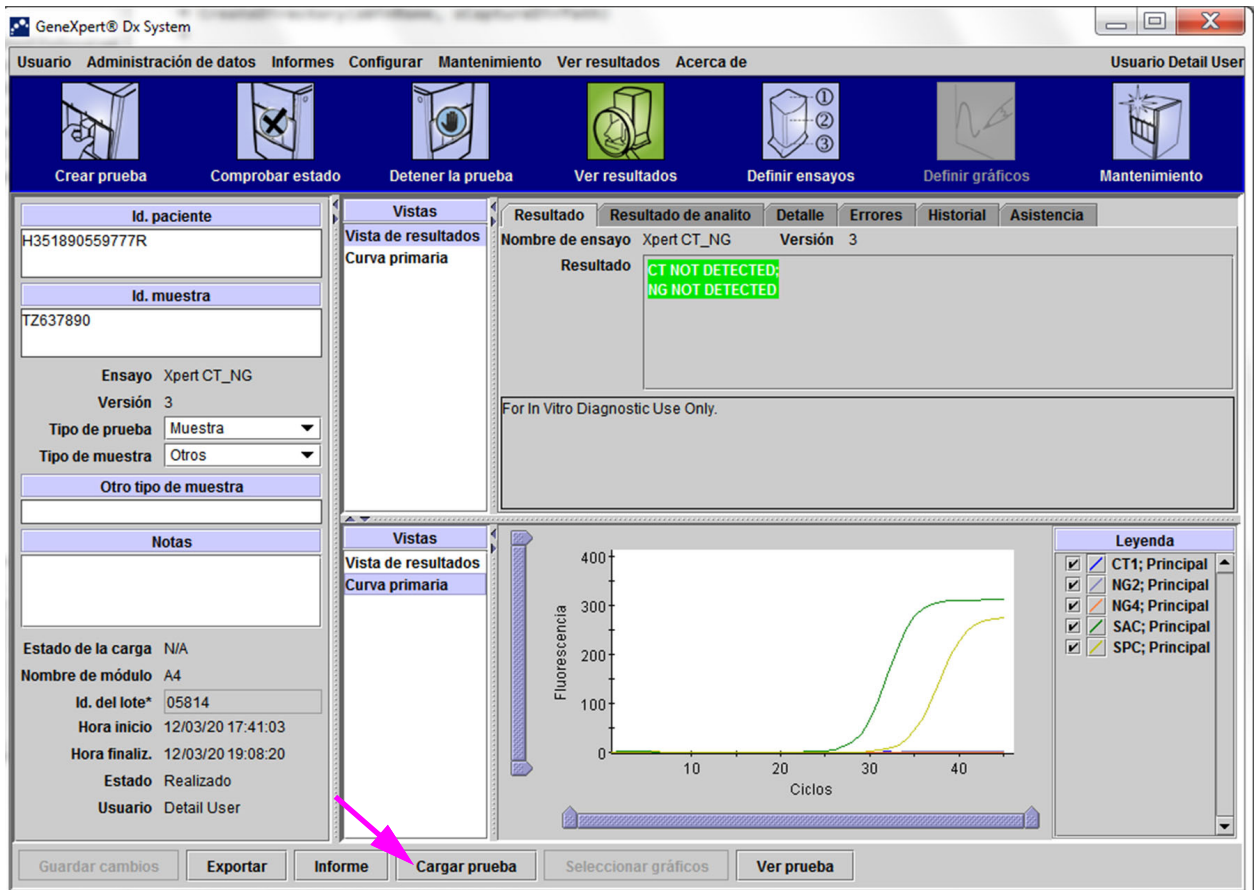 GeneXpert® Dx System
Usuario Administración de datos Informes Configurar Mantenimiento Ver resultados Acerca de Usuario Detail User
Crear prueba Comprobar estado Detener la prueba Ver resultados Definir ensayos Definir gráficos Mantenimiento
1
2
3
Id. paciente
H351890559777R
Id. muestra
TZ637890
Ensayo Xpert CT_NG
Versión 3
Tipo de prueba Muestra
Tipo de muestra Otros
Otro tipo de muestra
Notas
Estado de la carga N/A
Nombre de módulo A4
Id. del lote* 05814
Hora inicio 12/03/20 17:41:03
Hora finaliz. 12/03/20 19:08:20
Estado Realizado
Usuario Detail User
Vistas
Vista de resultados
Curva primaria
Resultado Resultado de analito Detalle Errores Historial Asistencia
Nombre de ensayo Xpert CT_NG Versión 3
Resultado CT NOT DETECTED;
NG NOT DETECTED
For In Vitro Diagnostic Use Only.
Vistas
Vista de resultados
Curva primaria
Fluorescencia
400
300
200
100
0
10 20 30 40
Ciclos
Leyenda
CT1; Principal
NG2; Principal
NG4; Principal
SAC; Principal
SPC; Principal
Guardar cambios Exportar Informe Cargar prueba Seleccionar gráficos Ver prueba